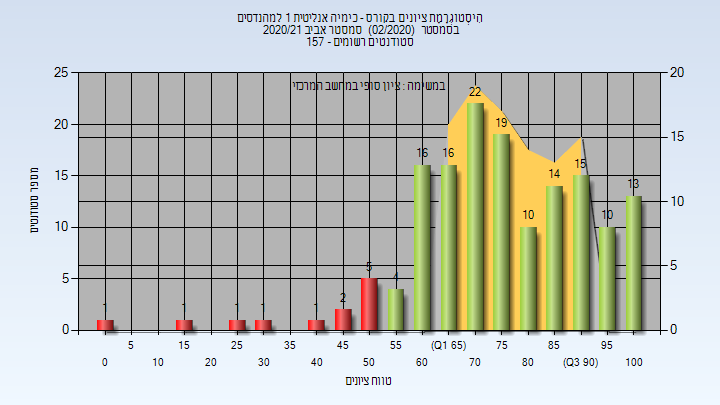 היסטוגרמת ציונים בקורס - כימיה אנליטית 1 למהנדסים
בסמסטר (02/2020) סמסטר אביב 2020/21
סטודנטים רשומים - 157
במשימה : ציון סופי במחשב המרכזי
25 20 15 10 5 0
מספר סטודנטים
20 15 10 5 0
1 1 1 1 1 2 5 4 16 16 22 19 10 14 15 10 13
5 15 25 35 45 55 (Q1 65) 75 85 95
0 10 20 30 40 50 60 70 80 (Q3 90) 100
טווח ציונים